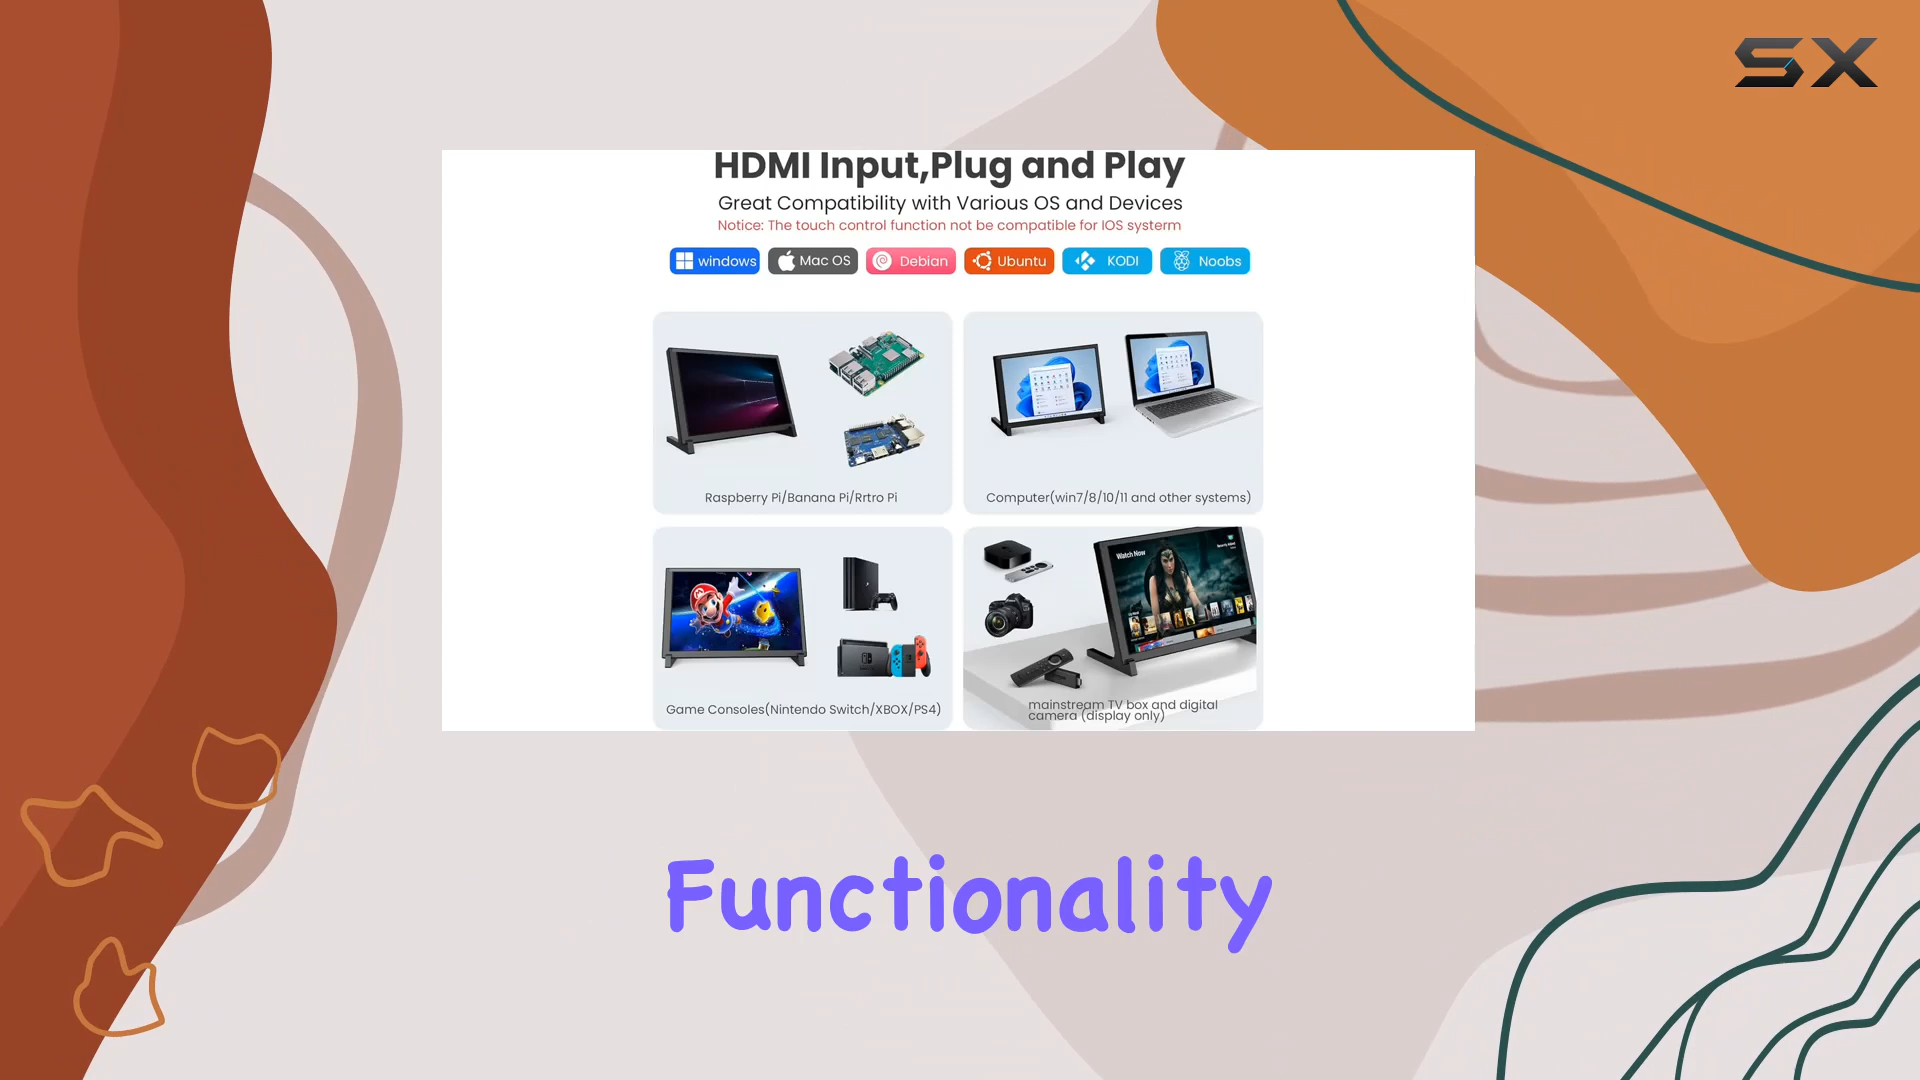 SX
HDMI Input,Plug and Play
Great Compatibility with Various OS and Devices
Notice: The touch control function not be compatible for IOS systerm
windows Mac OS Debian Ubuntu KODI Noobs
Raspberry Pi/Banana Pi/Rrtro Pi
Computer(win7/8/10/11 and other systems)
Watch Now
Game Consoles(Nintendo Switch/XBOX/PS4)
mainstream TV box and digital
camera (display only)
Functionality